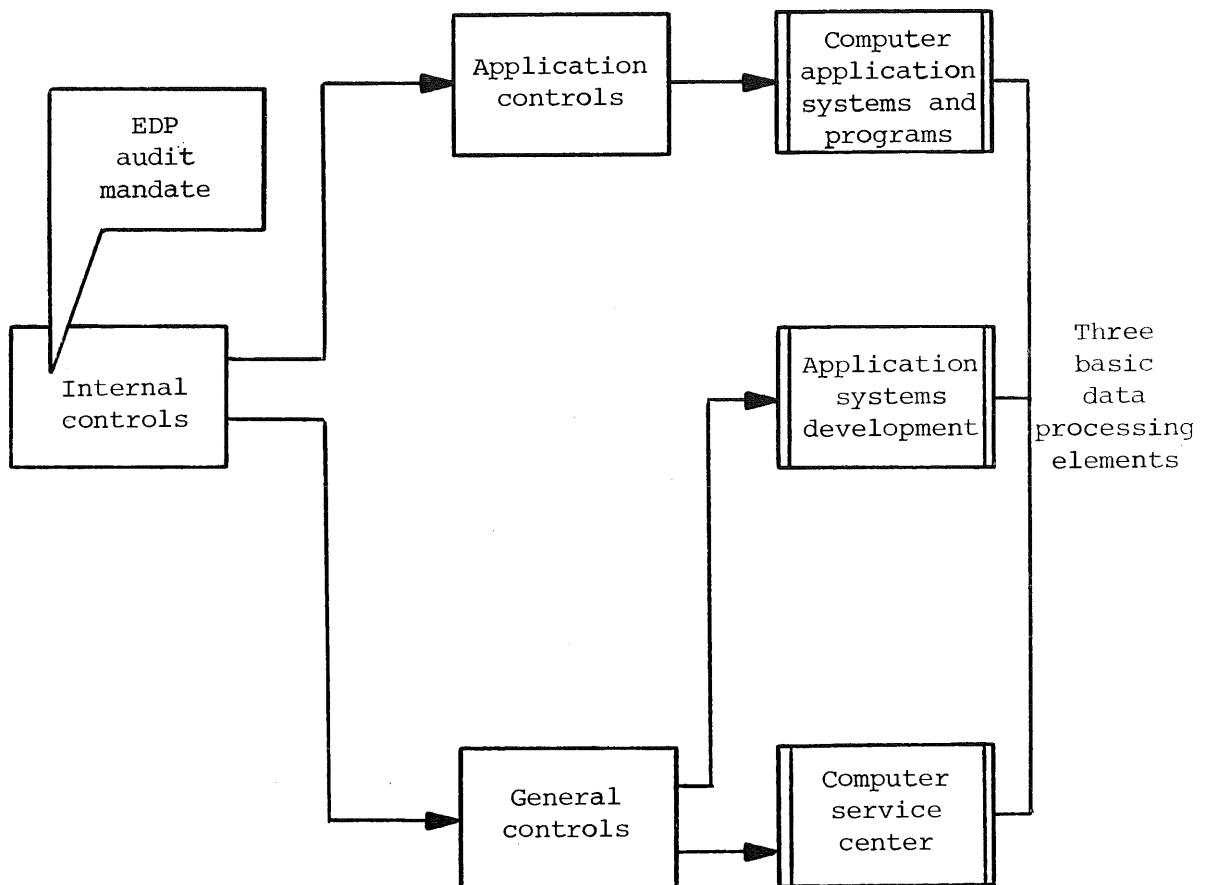 EDP
audit
mandate
Internal
controls
Application
controls
Computer
application
systems and
programs
Application
systems
development
General
controls
Computer
service
center
Three
basic
data
processing
elements